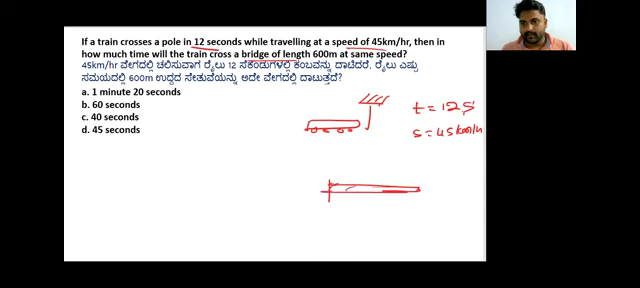 If a train crosses a pole in 12 seconds while travelling at a speed of 45km/hr, then in
how much time will the train cross a bridge of length 600m at same speed?
45km/hr ವೇಗದಲ್ಲಿ ಚಲಿಸುವಾಗ ರೈಲು 12 ಸೆಕೆಂಡುಗಳಲ್ಲಿ ಕಂಬವನ್ನು ದಾಟಿದರೆ, ರೈಲು ಎಷ್ಟು
ಸಮಯದಲ್ಲಿ 600m ಉದ್ದದ ಸೇತುವೆಯನ್ನು ಅದೇ ವೇಗದಲ್ಲಿ ದಾಟುತ್ತದೆ?
a. 1 minute 20 seconds
b. 60 seconds
c. 40 seconds
d. 45 seconds
t = 12s
s = 45km/h